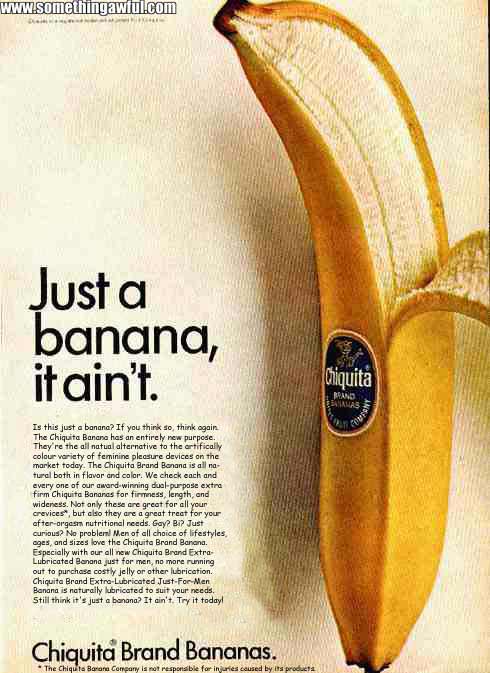 www.somethingawful.com
Just a
banana,
it ain't.
Is this just a banana? If you think so, think again.
The Chiquita Banana has an entirely new purpose.
They're the all natual alternative to the artifically
colour variety of feminine pleasure devices on the
market today. The Chiquita Brand Banana is all na-
tural both in flavor and color. We check each and
every one of our award-winning dual-purpose extra
firm Chiquita Bananas for firmness, length, and
wideness. Not only these are great for all your
crevices*, but also they are a great treat for your
after-orgasm nutritional needs. Gay? Bi? Just
curious? No problem! Men of all choice of lifestyles,
ages, and sizes love the Chiquita Brand Banana.
Especially with our all new Chiquita Brand Extra-
Lubricated Banana just for men, no more running
out to purchase costly jelly or other lubrication.
Chiquita Brand Extra-Lubricated Just-For-Men
Banana is naturally lubricated to suit your needs.
Still think it's just a banana? It ain't. Try it today!
Chiquita
BRAND
BANANAS
FRUIT COMPANY
Chiquita® Brand Bananas.
* The Chiquita Banana Company is not responsible for injuries caused by its products.